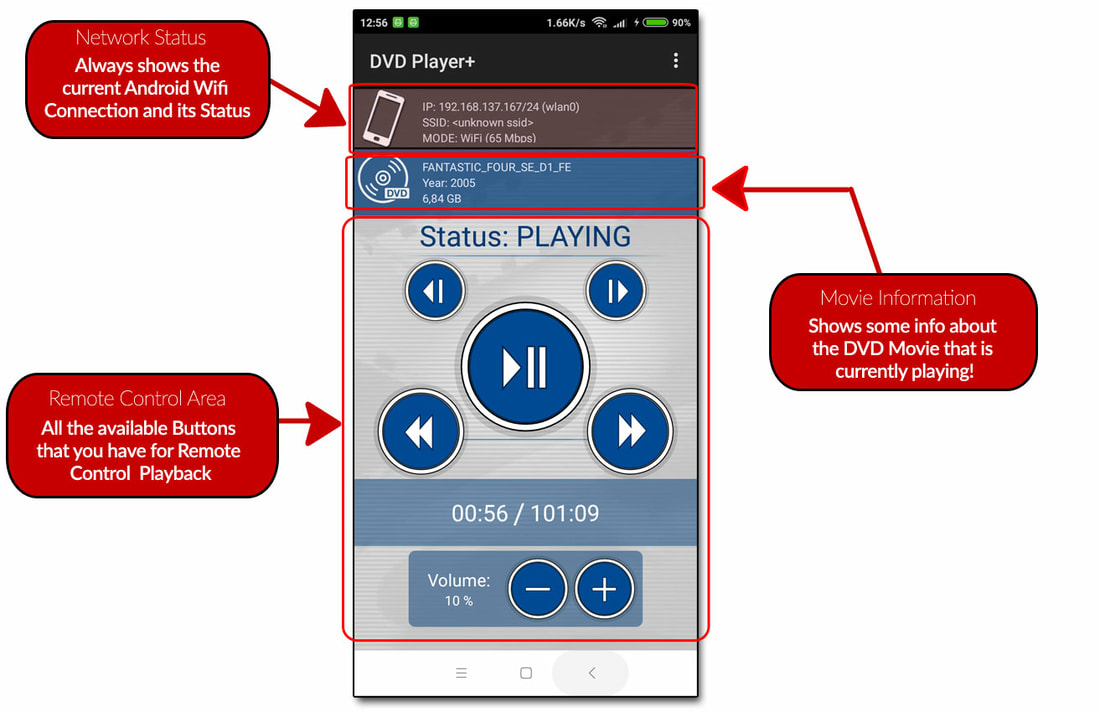 Network Status
Always shows the
current Android Wifi
Connection and its Status
12:56
1.66K/s
90%
DVD Player+
IP: 192.168.137.167/24 (wlan0)
SSID: <unknown ssid>
MODE: WiFi (65 Mbps)
DVD
FANTASTIC_FOUR_SE_D1_FE
Year: 2005
6,84 GB
Movie Information
Shows some info about
the DVD Movie that is
currently playing!
Status: PLAYING
Remote Control Area
All the available Buttons
that you have for Remote
Control Playback
00:56 / 101:09
Volume:
10 %